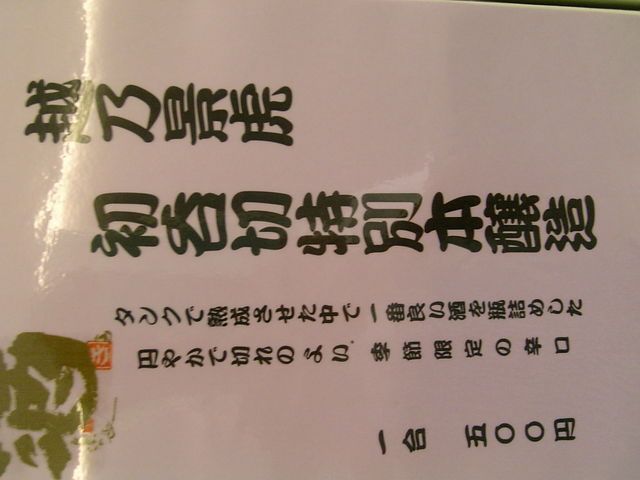 越乃景虎
初呑切特別本醸造
タンクで熟成させた中で一番良い酒を瓶詰めした
円やかで切れのよい。季節限定の辛口
一合 五〇〇円